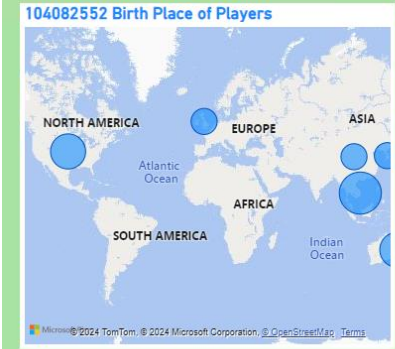 104082552 Birth Place of Players
NORTH AMERICA
EUROPE
ASIA
Atlantic
Ocean
AFRICA
SOUTH AMERICA
Indian
Ocean
© 2024 TomTom, © 2024 Microsoft Corporation, © OpenStreetMap Terms